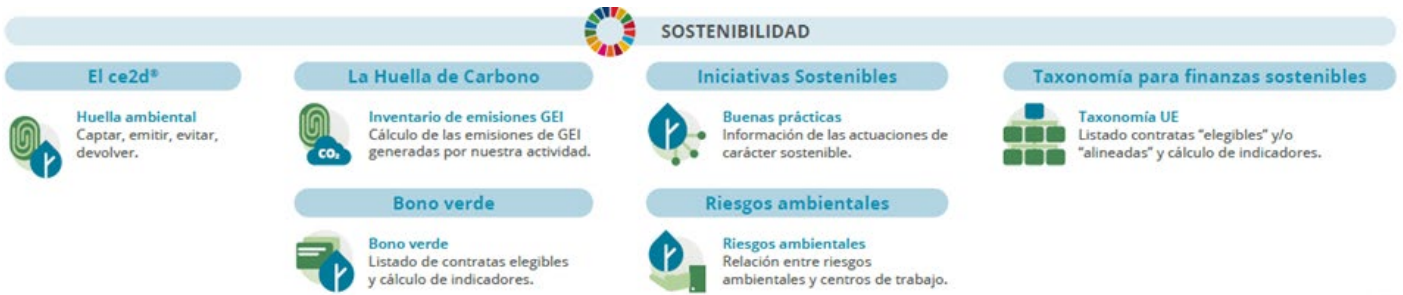 SOSTENIBILIDAD
El ce2d®
Huella ambiental
Captar, emitir, evitar,
devolver.
La Huella de Carbono
Inventario de emisiones GEI
Cálculo de las emisiones de GEI
generadas por nuestra actividad.
CO₂
Iniciativas Sostenibles
Buenas prácticas
Información de las actuaciones de
carácter sostenible.
Taxonomía para finanzas sostenibles
Taxonomía UE
Listado contratas “elegibles” y/o
“alineadas” y cálculo de indicadores.
Bono verde
Bono verde
Listado de contratas elegibles
y cálculo de indicadores.
Riesgos ambientales
Riesgos ambientales
Relación entre riesgos
ambientales y centros de trabajo.